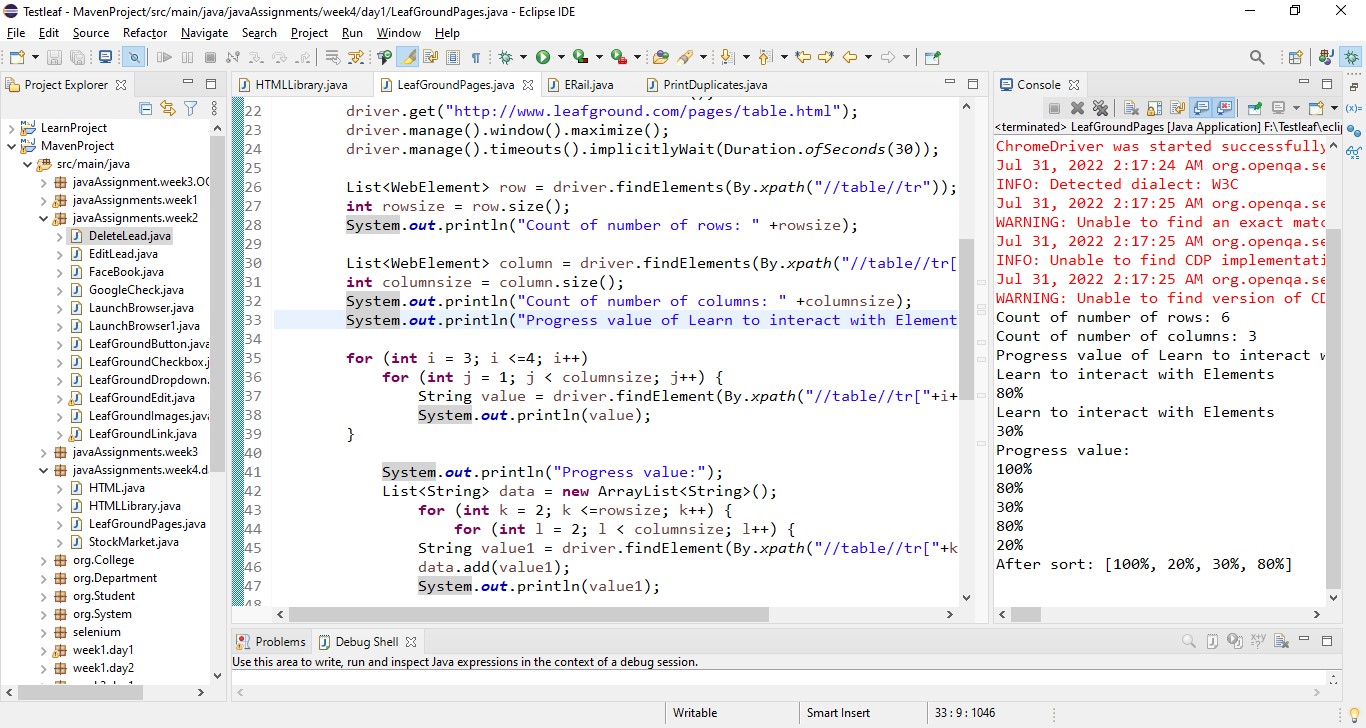 Testleaf - MavenProject/src/main/java/javaAssignments/week4/day1/LeafGroundPages.java - Eclipse IDE
File Edit Source Refactor Navigate Search Project Run Window Help
Project Explorer
LearnProject
MavenProject
src/main/java
javaAssignment.week3.OO
javaAssignments.week1
javaAssignments.week2
DeleteLead.java
EditLead.java
FaceBook.java
GoogleCheck.java
LaunchBrowser.java
LaunchBrowser1.java
LeafGroundButton.java
LeafGroundCheckbox.j
LeafGroundDropdown.
LeafGroundEdit.java
LeafGroundImages.java
LeafGroundLink.java
javaAssignments.week3
javaAssignments.week4.d
HTML.java
HTMLLibrary.java
LeafGroundPages.java
StockMarket.java
org.College
org.Department
org.Student
org.System
selenium
week1.day1
week1.day2
HTMLLibrary.java LeafGroundPages.java ERail.java PrintDuplicates.java
22 driver.get("http://www.leafground.com/pages/table.html");
23 driver.manage().window().maximize();
24 driver.manage().timeouts().implicitlyWait(Duration.ofSeconds(30));
25
26 List<WebElement> row = driver.findElements(By.xpath("//table//tr"));
27 int rowsize = row.size();
28 System.out.println("Count of number of rows: " +rowsize);
29
30 List<WebElement> column = driver.findElements(By.xpath("//table//tr[
31 int columnsize = column.size();
32 System.out.println("Count of number of columns: " +columnsize);
33 System.out.println("Progress value of Learn to interact with Element
34
35 for (int i = 3; i <=4; i++)
36 for (int j = 1; j < columnsize; j++) {
37 String value = driver.findElement(By.xpath("//table//tr["+i+
38 System.out.println(value);
39 }
40
41 System.out.println("Progress value:");
42 List<String> data = new ArrayList<String>();
43 for (int k = 2; k <=rowsize; k++) {
44 for (int l = 2; l < columnsize; l++) {
45 String value1 = driver.findElement(By.xpath("//table//tr["+k
46 data.add(value1);
47 System.out.println(value1);
48
Console
<terminated> LeafGroundPages [Java Application] F:\Testleaf\eclip
ChromeDriver was started successfully
Jul 31, 2022 2:17:24 AM org.openqa.se
INFO: Detected dialect: W3C
Jul 31, 2022 2:17:25 AM org.openqa.se
WARNING: Unable to find an exact matc
Jul 31, 2022 2:17:25 AM org.openqa.se
INFO: Unable to find CDP implementati
Jul 31, 2022 2:17:25 AM org.openqa.se
WARNING: Unable to find version of CD
Count of number of rows: 6
Count of number of columns: 3
Progress value of Learn to interact w
Learn to interact with Elements
80%
Learn to interact with Elements
30%
Progress value:
100%
80%
30%
80%
20%
After sort: [100%, 20%, 30%, 80%]
Problems Debug Shell
Use this area to write, run and inspect Java expressions in the context of a debug session.
Writable Smart Insert 33 : 9 : 1046